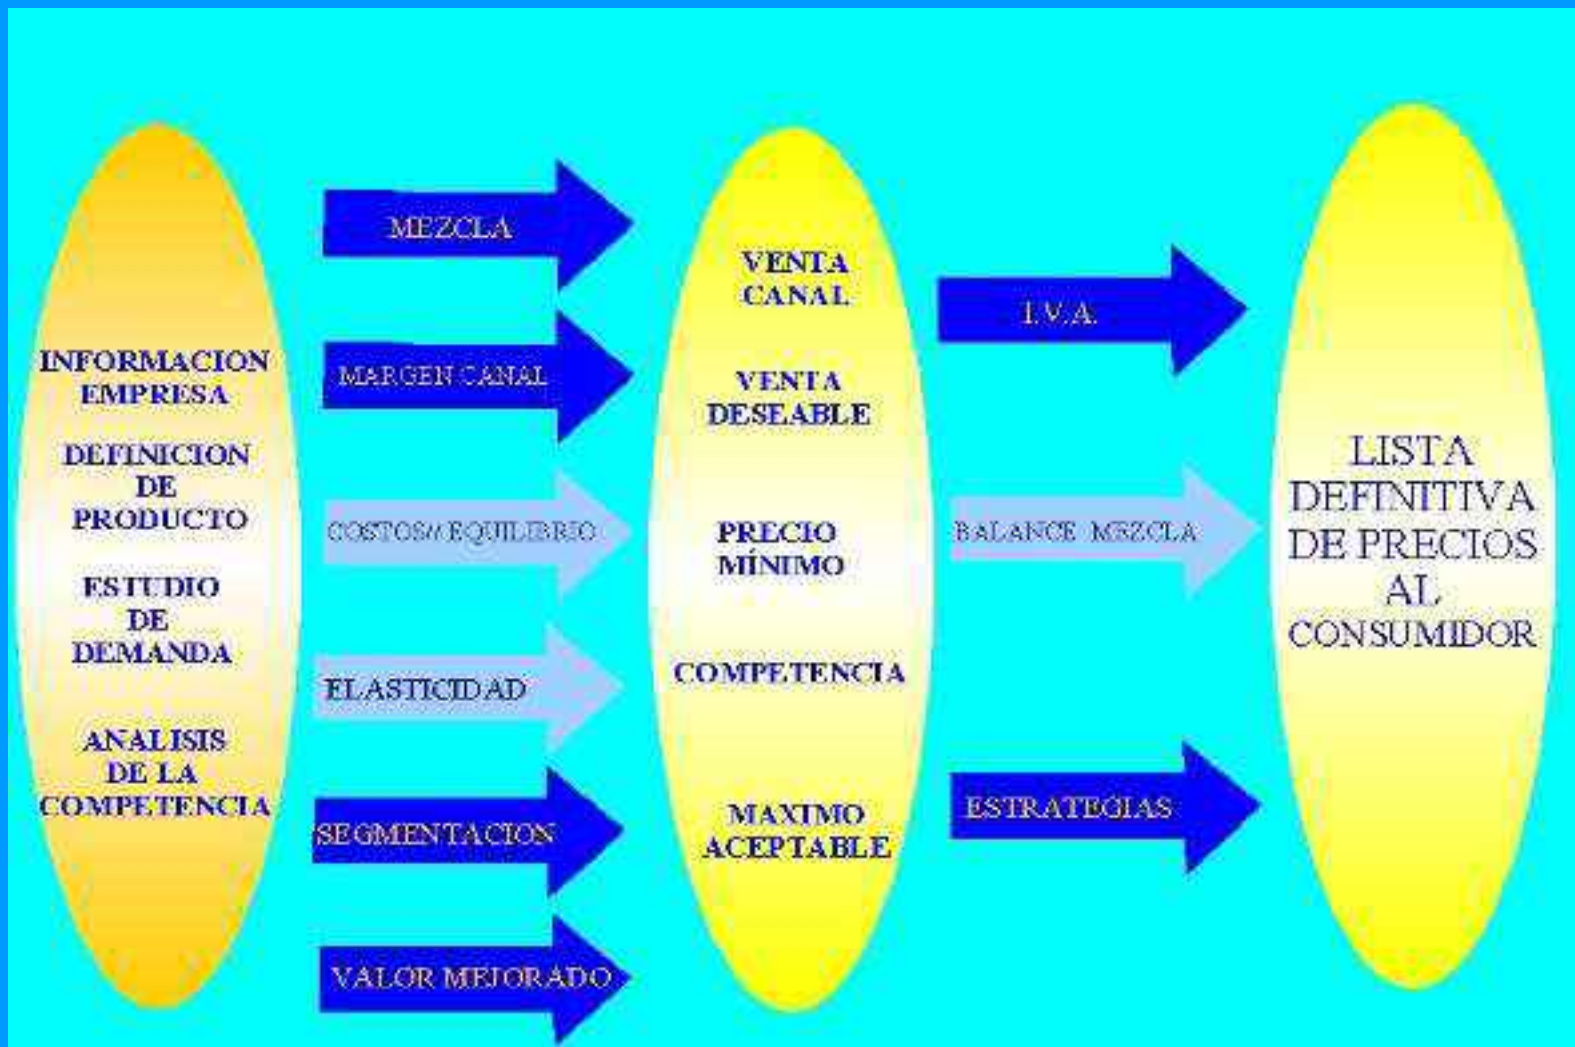 INFORMACION
EMPRESA
DEFINICION
DE
PRODUCTO
ESTUDIO
DE
DEMANDA
ANALISIS
DE LA
COMPETENCIA
MEZCLA
MARGEN CANAL
COSTOS// EQUILIBRIO
ELASTICIDAD
SEGMENTACION
VALOR MEJORADO
VENTA
CANAL
VENTA
DESEABLE
PRECIO
MÍNIMO
COMPETENCIA
MAXIMO
ACEPTABLE
I.V.A.
BALANCE MEZCLA
ESTRATEGIAS
LISTA
DEFINITIVA
DE PRECIOS
AL
CONSUMIDOR